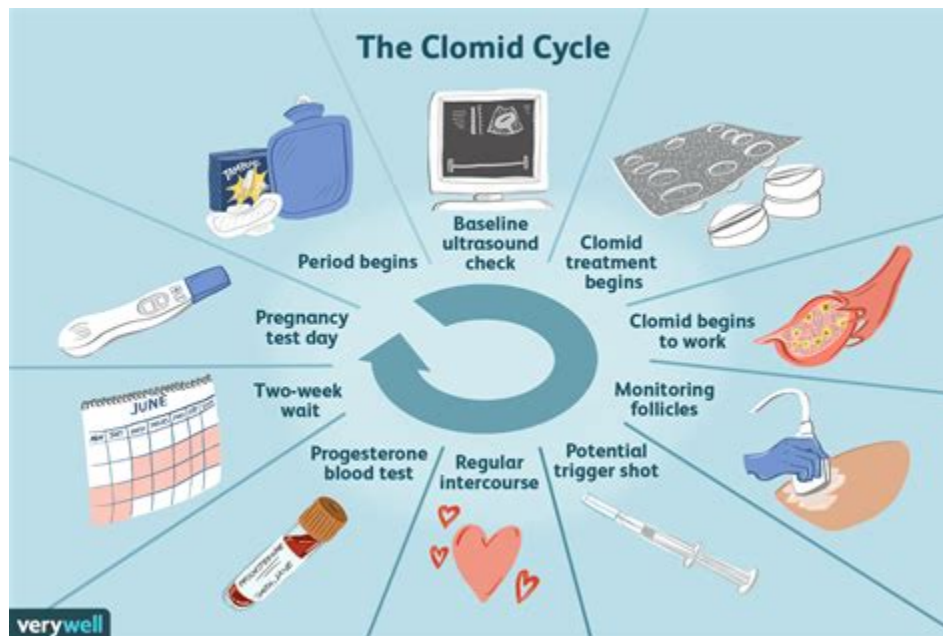 The Clomid Cycle
Baseline
ultrasound
check
Clomid
treatment
begins
Clomid begins
to work
Monitoring
follicles
Potential
trigger shot
Regular
intercourse
Progesterone
blood test
Two-week
wait
JUNE
Pregnancy
test day
Period begins
TAMPONS
verywell